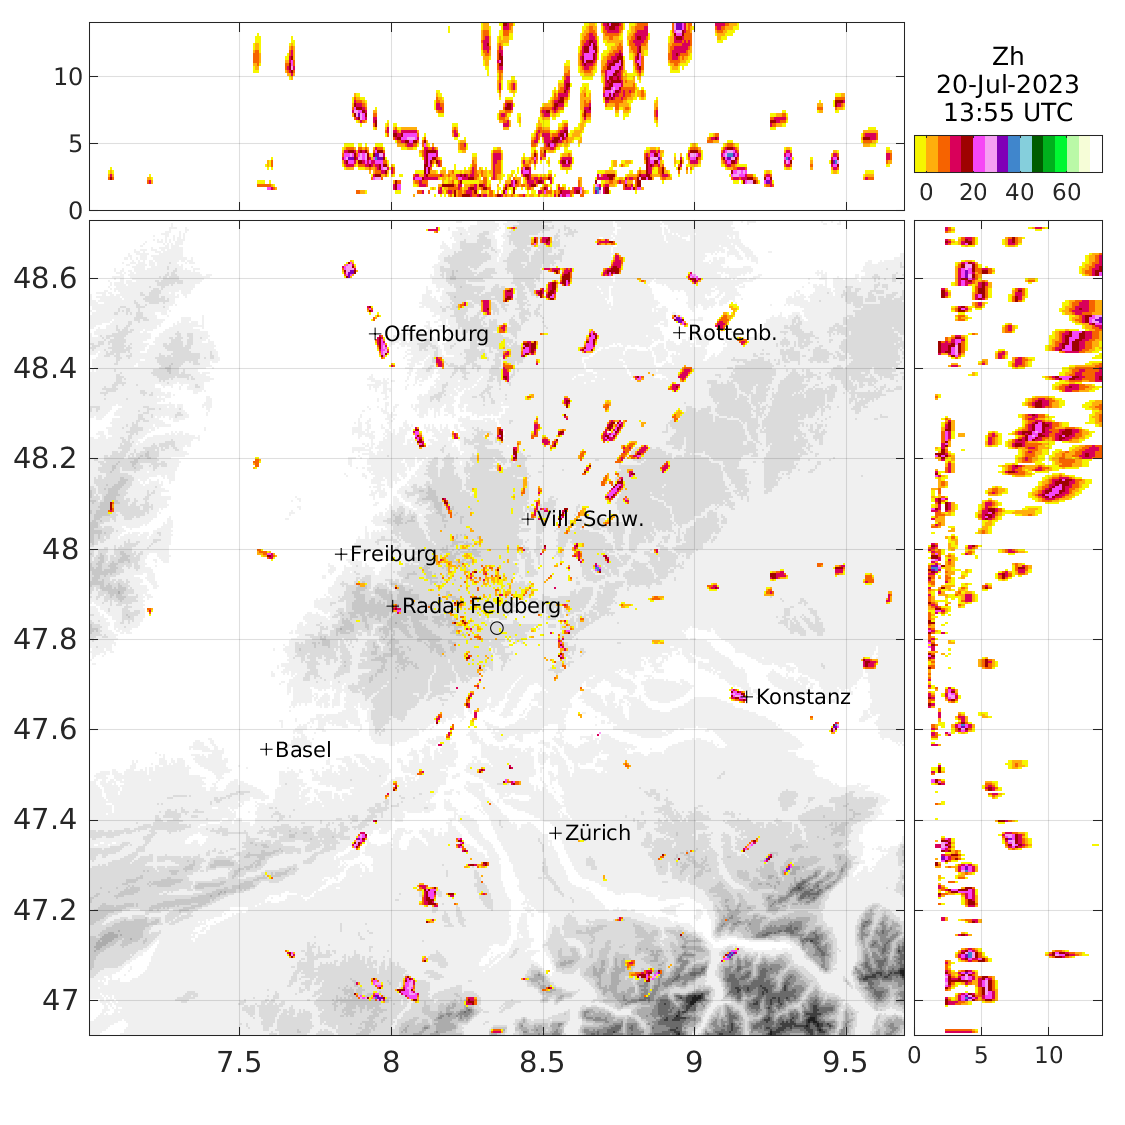 Zh
20-Jul-2023
13:55 UTC
0 20 40 60
10
5
0
48.6
48.4
48.2
48
47.8
47.6
47.4
47.2
47
Offenburg
Rottenb.
Vill.-Schw.
Freiburg
Radar Feldberg
Konstanz
Basel
Zürich
7.5 8 8.5 9 9.5
0 5 10